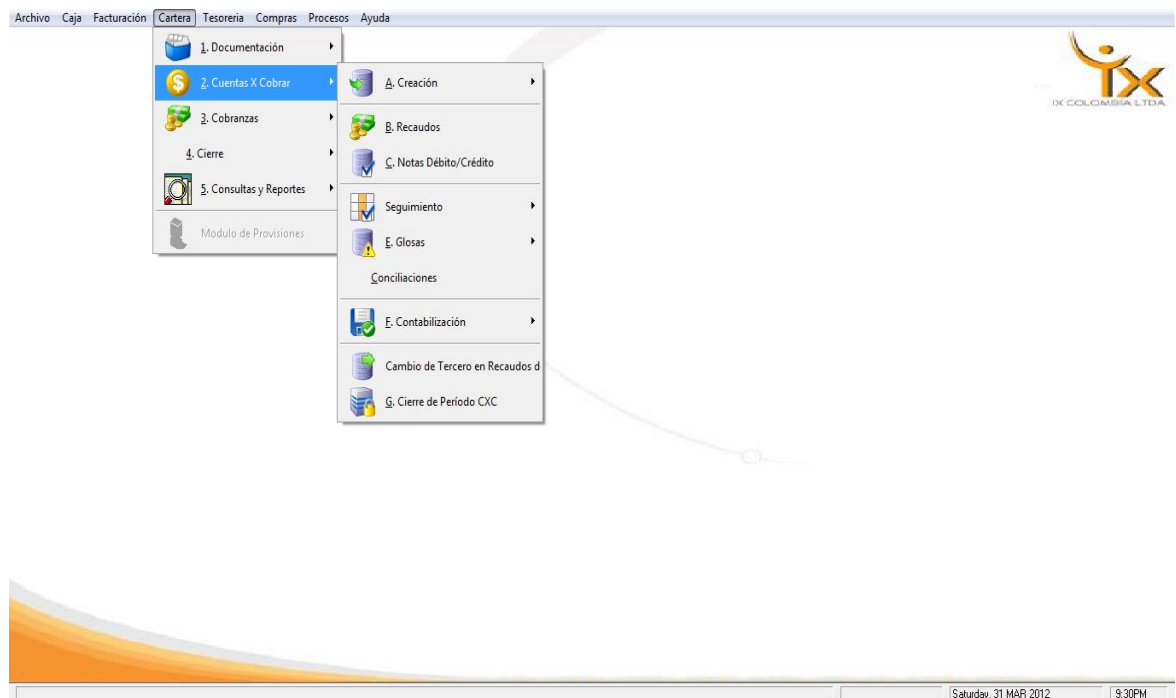 Archivo Caja Facturación Cartera Tesoreria Compras Procesos Ayuda
1. Documentación
2. Cuentas X Cobrar
3. Cobranzas
4. Cierre
5. Consultas y Reportes
Modulo de Provisiones
A. Creación
B. Recaudos
C. Notas Débito/Crédito
Seguimiento
E. Glosas
Conciliaciones
F. Contabilización
Cambio de Tercero en Recaudos d
G. Cierre de Período CXC
ix
IX COLOMBIA LTDA
Saturday, 31 MAR 2012 9:30PM